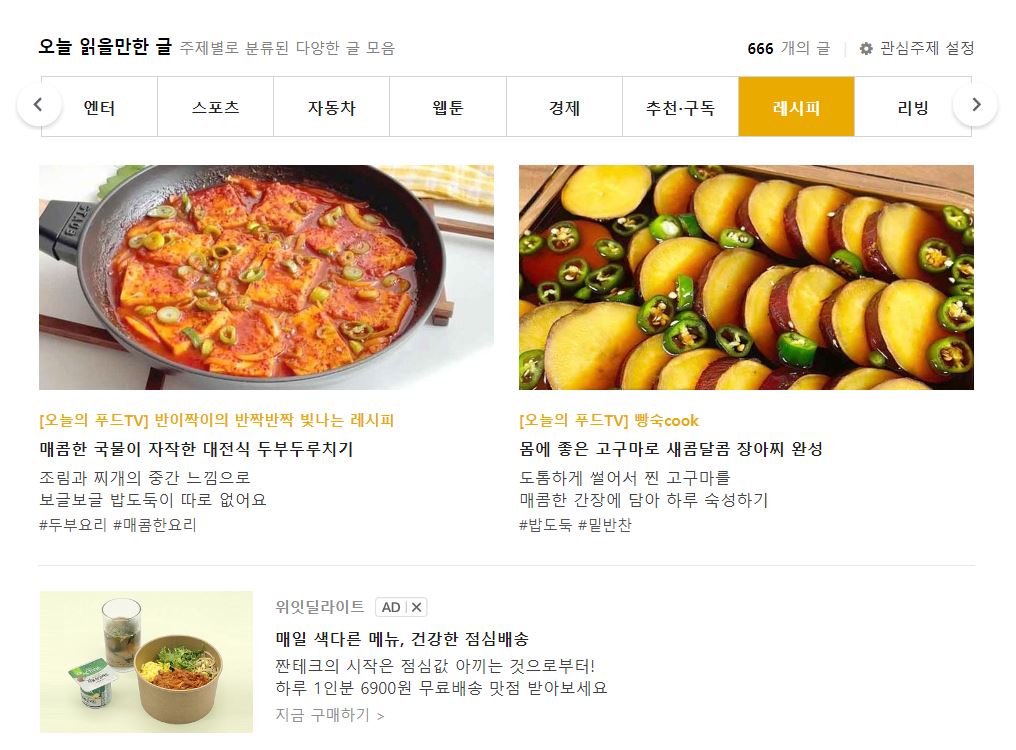 오늘 읽을만한 글 주제별로 분류된 다양한 글 모음
666 개의 글 관심주제 설정
엔터 스포츠 자동차 웹툰 경제 추천·구독 레시피 리빙
STAUB
[오늘의 푸드TV] 반이짝이의 반짝반짝 빛나는 레시피
매콤한 국물이 자작한 대전식 두부두루치기
조림과 찌개의 중간 느낌으로
보글보글 밥도둑이 따로 없어요
#두부요리 #매콤한요리
[오늘의 푸드TV] 빵숙cook
몸에 좋은 고구마로 새콤달콤 장아찌 완성
도톰하게 썰어서 찐 고구마를
매콤한 간장에 담아 하루 숙성하기
#밥도둑 #밑반찬
위잇딜라이트 AD
매일 색다른 메뉴, 건강한 점심배송
짠테크의 시작은 점심값 아끼는 것으로부터!
하루 1인분 6900원 무료배송 맛점 받아보세요
지금 구매하기 >